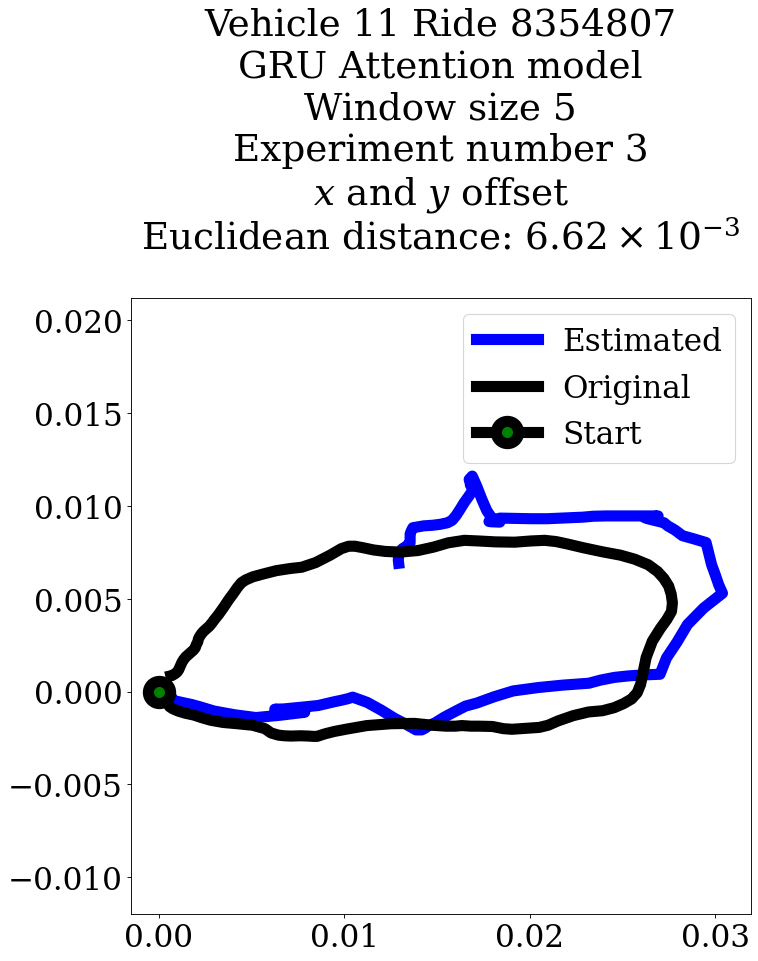 Vehicle 11 Ride 8354807
GRU Attention model
Window size 5
Experiment number 3
x and y offset
Euclidean distance: 6.62 × 10⁻³
0.020
0.015
0.010
0.005
0.000
−0.005
−0.010
Estimated
Original
Start
0.00 0.01 0.02 0.03